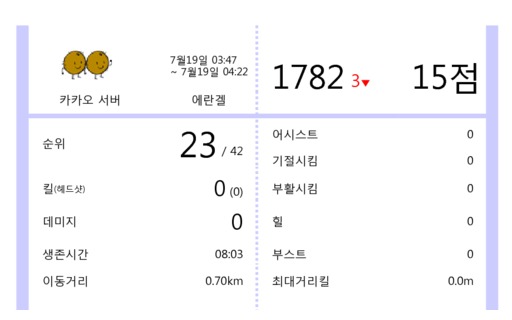 7월19일 03:47
~ 7월19일 04:22
카카오 서버 에란겔
1782 3▼ 15점
순위 23 / 42
킬(헤드샷) 0 (0)
데미지 0
생존시간 08:03
이동거리 0.70km
어시스트 0
기절시킴 0
부활시킴 0
힐 0
부스트 0
최대거리킬 0.0m